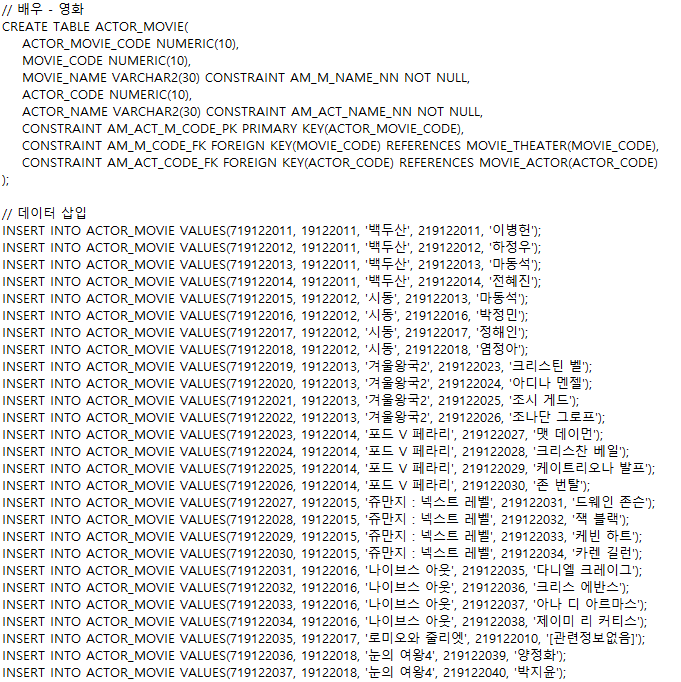 // 배우 - 영화
CREATE TABLE ACTOR_MOVIE(
ACTOR_MOVIE_CODE NUMERIC(10),
MOVIE_CODE NUMERIC(10),
MOVIE_NAME VARCHAR2(30) CONSTRAINT AM_M_NAME_NN NOT NULL,
ACTOR_CODE NUMERIC(10),
ACTOR_NAME VARCHAR2(30) CONSTRAINT AM_ACT_NAME_NN NOT NULL,
CONSTRAINT AM_ACT_M_CODE_PK PRIMARY KEY(ACTOR_MOVIE_CODE),
CONSTRAINT AM_M_CODE_FK FOREIGN KEY(MOVIE_CODE) REFERENCES MOVIE_THEATER(MOVIE_CODE),
CONSTRAINT AM_ACT_CODE_FK FOREIGN KEY(ACTOR_CODE) REFERENCES MOVIE_ACTOR(ACTOR_CODE)
);
// 데이터 삽입
INSERT INTO ACTOR_MOVIE VALUES(719122011, 19122011, '백두산', 219122011, '이병헌');
INSERT INTO ACTOR_MOVIE VALUES(719122012, 19122011, '백두산', 219122012, '하정우');
INSERT INTO ACTOR_MOVIE VALUES(719122013, 19122011, '백두산', 219122013, '마동석');
INSERT INTO ACTOR_MOVIE VALUES(719122014, 19122011, '백두산', 219122014, '전혜진');
INSERT INTO ACTOR_MOVIE VALUES(719122015, 19122012, '시동', 219122013, '마동석');
INSERT INTO ACTOR_MOVIE VALUES(719122016, 19122012, '시동', 219122016, '박정민');
INSERT INTO ACTOR_MOVIE VALUES(719122017, 19122012, '시동', 219122017, '정해인');
INSERT INTO ACTOR_MOVIE VALUES(719122018, 19122012, '시동', 219122018, '염정아');
INSERT INTO ACTOR_MOVIE VALUES(719122019, 19122013, '겨울왕국2', 219122023, '크리스틴 벨');
INSERT INTO ACTOR_MOVIE VALUES(719122020, 19122013, '겨울왕국2', 219122024, '아디나 멘젤');
INSERT INTO ACTOR_MOVIE VALUES(719122021, 19122013, '겨울왕국2', 219122025, '조시 게드');
INSERT INTO ACTOR_MOVIE VALUES(719122022, 19122013, '겨울왕국2', 219122026, '조나단 그로프');
INSERT INTO ACTOR_MOVIE VALUES(719122023, 19122014, '포드 V 페라리', 219122027, '맷 데이먼');
INSERT INTO ACTOR_MOVIE VALUES(719122024, 19122014, '포드 V 페라리', 219122028, '크리스찬 베일');
INSERT INTO ACTOR_MOVIE VALUES(719122025, 19122014, '포드 V 페라리', 219122029, '케이트리오나 발프');
INSERT INTO ACTOR_MOVIE VALUES(719122026, 19122014, '포드 V 페라리', 219122030, '존 번탈');
INSERT INTO ACTOR_MOVIE VALUES(719122027, 19122015, '쥬만지 : 넥스트 레벨', 219122031, '드웨인 존슨');
INSERT INTO ACTOR_MOVIE VALUES(719122028, 19122015, '쥬만지 : 넥스트 레벨', 219122032, '잭 블랙');
INSERT INTO ACTOR_MOVIE VALUES(719122029, 19122015, '쥬만지 : 넥스트 레벨', 219122033, '케빈 하트');
INSERT INTO ACTOR_MOVIE VALUES(719122030, 19122015, '쥬만지 : 넥스트 레벨', 219122034, '카렌 길런');
INSERT INTO ACTOR_MOVIE VALUES(719122031, 19122016, '나이브스 아웃', 219122035, '다니엘 크레이그');
INSERT INTO ACTOR_MOVIE VALUES(719122032, 19122016, '나이브스 아웃', 219122036, '크리스 에반스');
INSERT INTO ACTOR_MOVIE VALUES(719122033, 19122016, '나이브스 아웃', 219122037, '아나 디 아르마스');
INSERT INTO ACTOR_MOVIE VALUES(719122034, 19122016, '나이브스 아웃', 219122038, '제이미 리 커티스');
INSERT INTO ACTOR_MOVIE VALUES(719122035, 19122017, '로미오와 줄리엣', 219122010, '[관련정보없음]');
INSERT INTO ACTOR_MOVIE VALUES(719122036, 19122018, '눈의 여왕4', 219122039, '양정화');
INSERT INTO ACTOR_MOVIE VALUES(719122037, 19122018, '눈의 여왕4', 219122040, '박지윤');